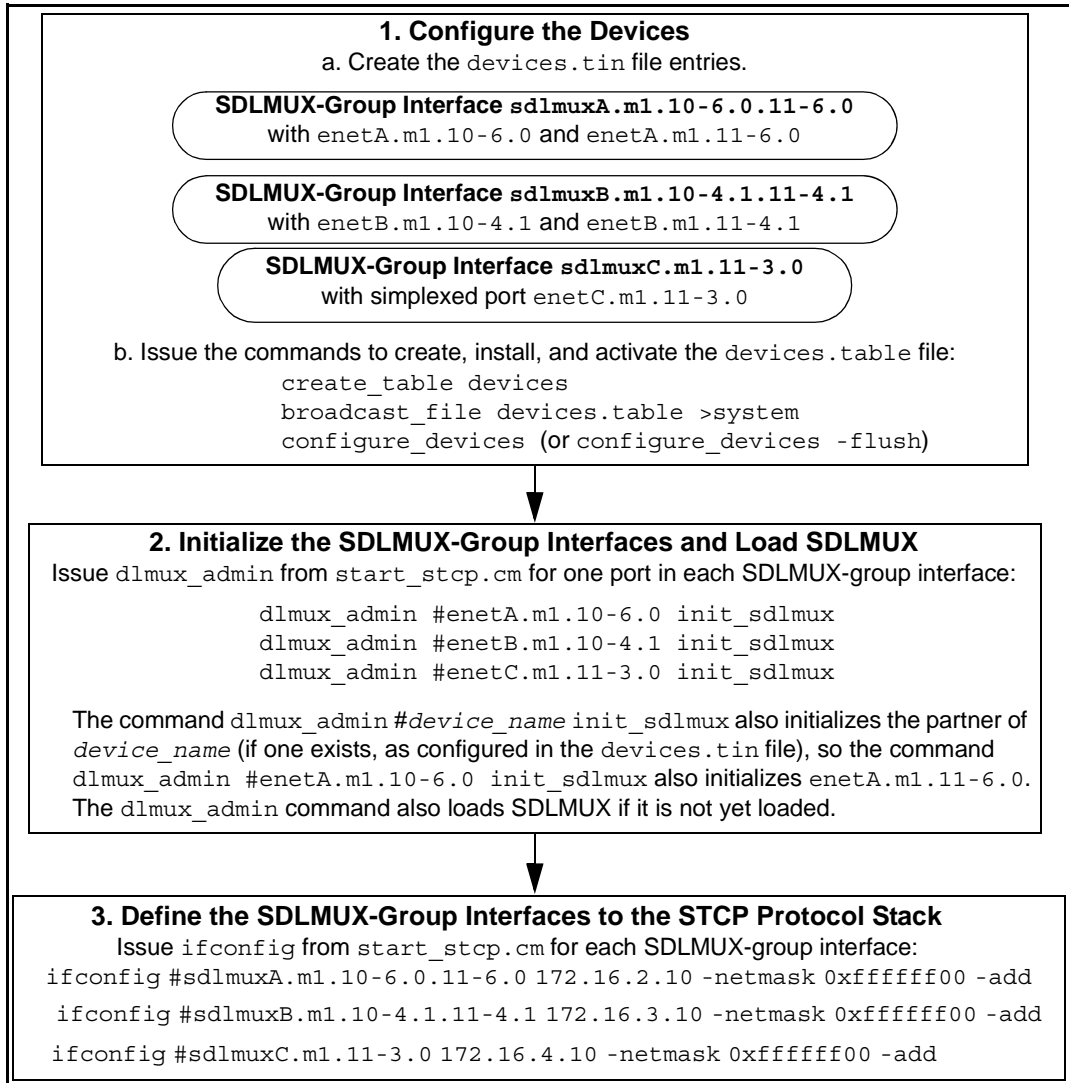 1. Configure the Devices
a. Create the devices.tin file entries.
SDLMUX-Group Interface sdlmuxA.m1.10-6.0.11-6.0
with enetA.m1.10-6.0 and enetA.m1.11-6.0
SDLMUX-Group Interface sdlmuxB.m1.10-4.1.11-4.1
with enetB.m1.10-4.1 and enetB.m1.11-4.1
SDLMUX-Group Interface sdlmuxC.m1.11-3.0
with simplexed port enetC.m1.11-3.0
b. Issue the commands to create, install, and activate the devices.table file:
create_table devices
broadcast_file devices.table >system
configure_devices (or configure_devices -flush)
2. Initialize the SDLMUX-Group Interfaces and Load SDLMUX
Issue dlmux_admin from start_stcp.cm for one port in each SDLMUX-group interface:
dlmux_admin #enetA.m1.10-6.0 init_sdlmux
dlmux_admin #enetB.m1.10-4.1 init_sdlmux
dlmux_admin #enetC.m1.11-3.0 init_sdlmux
The command dlmux_admin #device_name init_sdlmux also initializes the partner of
device_name (if one exists, as configured in the devices.tin file), so the command
dlmux_admin #enetA.m1.10-6.0 init_sdlmux also initializes enetA.m1.11-6.0.
The dlmux_admin command also loads SDLMUX if it is not yet loaded.
3. Define the SDLMUX-Group Interfaces to the STCP Protocol Stack
Issue ifconfig from start_stcp.cm for each SDLMUX-group interface:
ifconfig #sdlmuxA.m1.10-6.0.11-6.0 172.16.2.10 -netmask 0xffffff00 -add
ifconfig #sdlmuxB.m1.10-4.1.11-4.1 172.16.3.10 -netmask 0xffffff00 -add
ifconfig #sdlmuxC.m1.11-3.0 172.16.4.10 -netmask 0xffffff00 -add